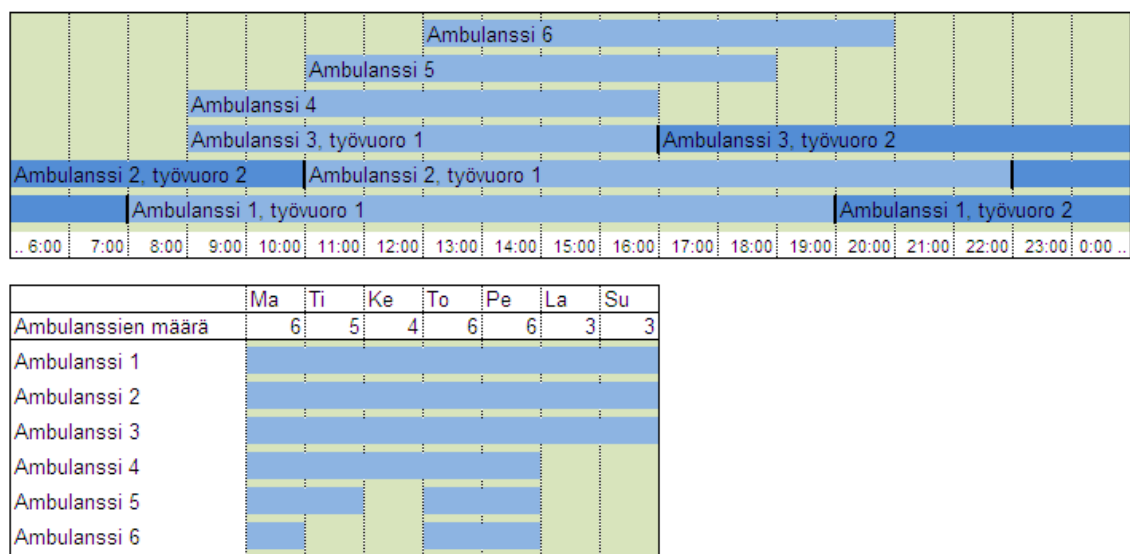 Ambulanssi 6
Ambulanssi 5
Ambulanssi 4
Ambulanssi 3, työvuoro 1 Ambulanssi 3, työvuoro 2
Ambulanssi 2, työvuoro 2 Ambulanssi 2, työvuoro 1
Ambulanssi 1, työvuoro 1 Ambulanssi 1, työvuoro 2
.. 6:00 7:00 8:00 9:00 10:00 11:00 12:00 13:00 14:00 15:00 16:00 17:00 18:00 19:00 20:00 21:00 22:00 23:00 0:00 ..
Ma Ti Ke To Pe La Su
Ambulanssien määrä 6 5 4 6 6 3 3
Ambulanssi 1
Ambulanssi 2
Ambulanssi 3
Ambulanssi 4
Ambulanssi 5
Ambulanssi 6